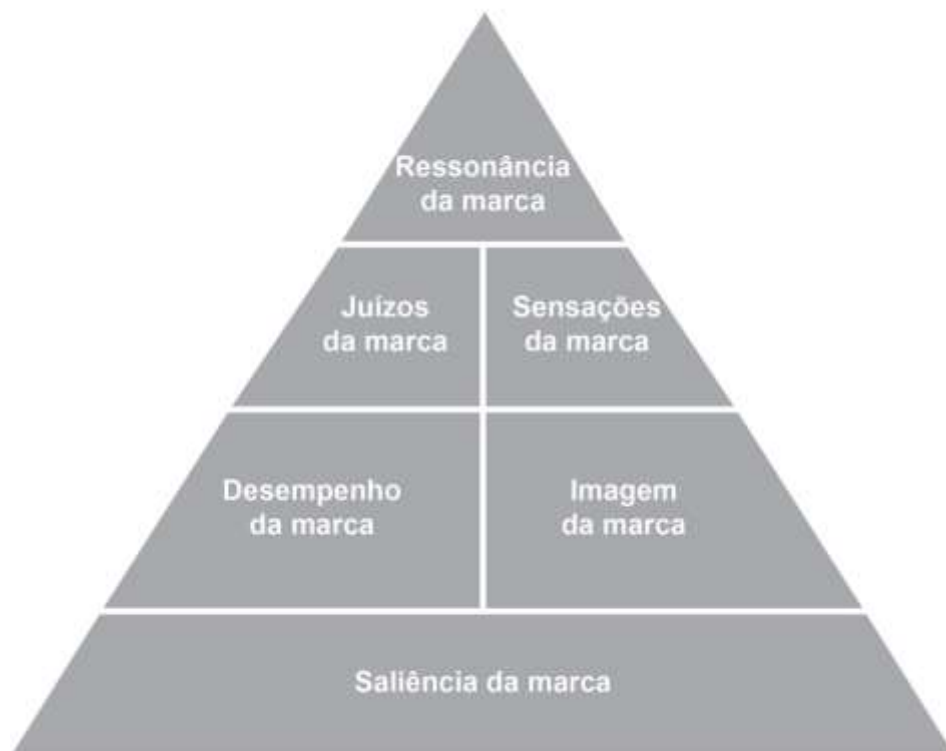 Ressonância
da marca
Juízos
da marca
Sensações
da marca
Desempenho
da marca
Imagem
da marca
Saliência da marca